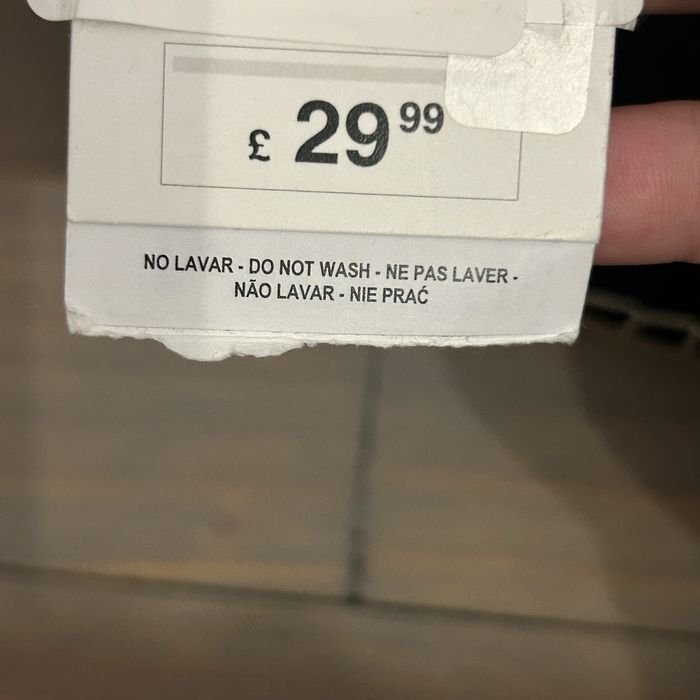 £ 29 99
NO LAVAR - DO NOT WASH - NE PAS LAVER -
NÃO LAVAR - NIE PRAĆ